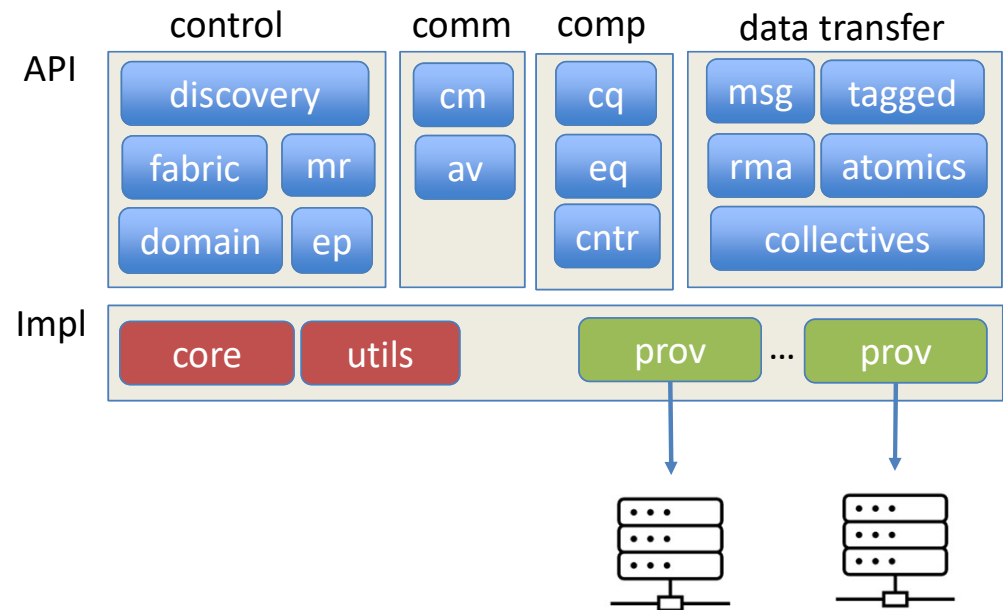 control comm comp data transfer
API
discovery cm cq msg tagged
fabric mr av eq rma atomics
domain ep cntr collectives
Impl
core utils prov ... prov